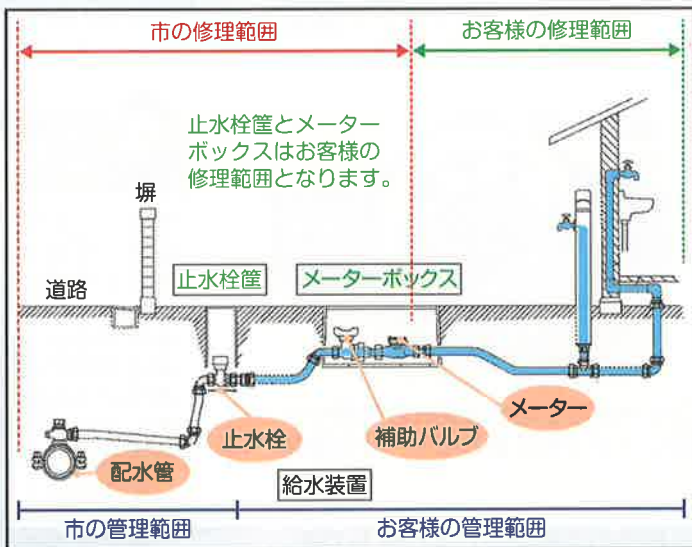 市の修理範囲
お客様の修理範囲
止水栓筐とメーター
ボックスはお客様の
修理範囲となります。
塀
道路
止水栓筐
メーターボックス
止水栓
補助バルブ
メーター
配水管
給水装置
市の管理範囲
お客様の管理範囲